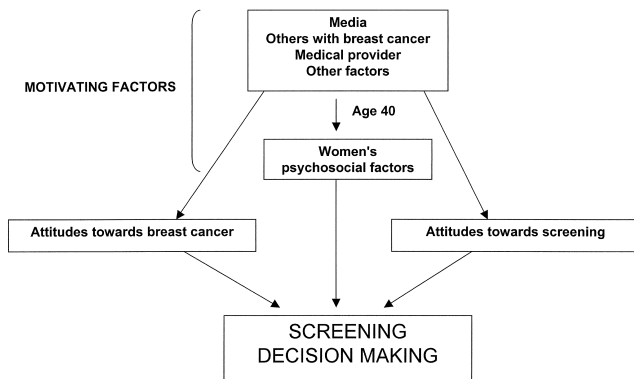 Media
Others with breast cancer
Medical provider
Other factors
MOTIVATING FACTORS
Age 40
Women's
psychosocial factors
Attitudes towards breast cancer
Attitudes towards screening
SCREENING
DECISION MAKING